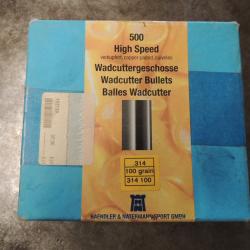 500
High Speed
verkupfert, copper plated, cuivrées
Wadcuttergeschosse
Wadcutter Bullets
Balles Wadcutter
.314
100 grain
314 100
HAENDLER & NATERMANN SPORT GMBH